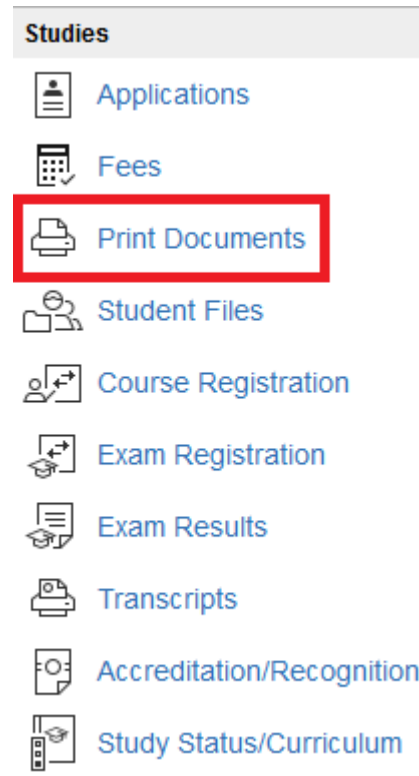 Studies
Applications
Fees
Print Documents
Student Files
Course Registration
Exam Registration
Exam Results
Transcripts
Accreditation/Recognition
Study Status/Curriculum